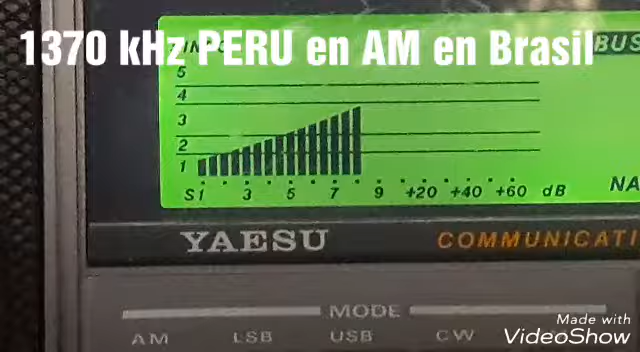 1370 kHz PERU en AM en Brasil
BUS
5
4
3
2
1
S1 3 5 7 9 +20 +40 +60 dB
NA
YAESU
COMMUNICATI
MODE
AM LSB USB CW
Made with
VideoShow